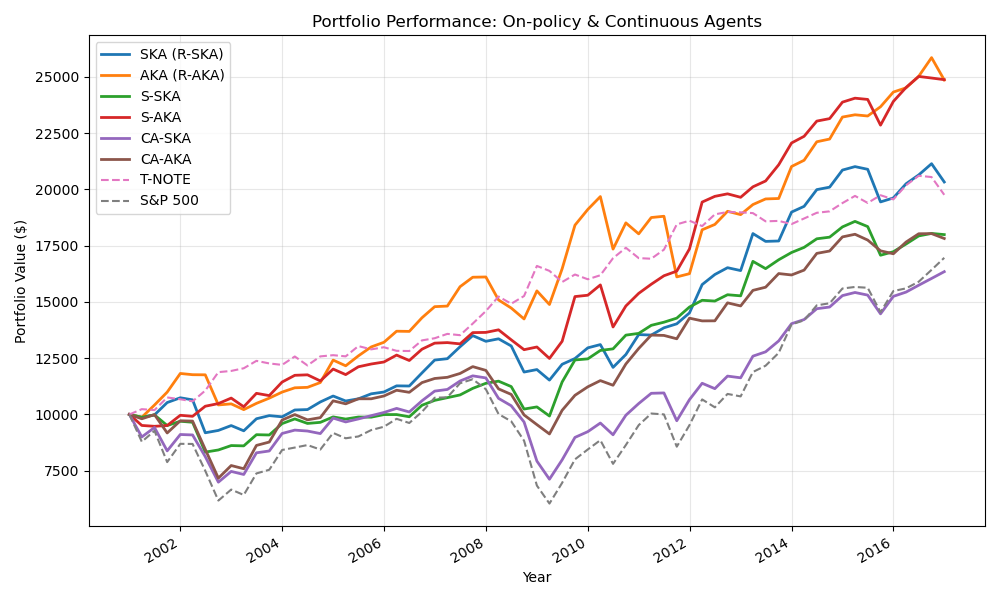 Portfolio Performance: On-policy & Continuous Agents
SKA (R-SKA)
AKA (R-AKA)
S-SKA
S-AKA
CA-SKA
CA-AKA
T-NOTE
S&P 500
Portfolio Value ($)
25000
22500
20000
17500
15000
12500
10000
7500
2002
2004
2006
2008
2010
2012
2014
2016
Year